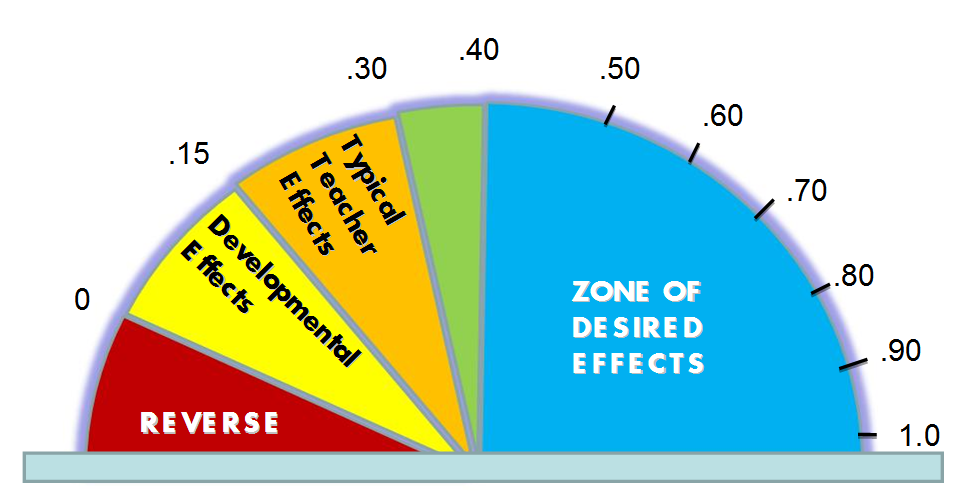 0
.15
.30
.40
.50
.60
.70
.80
.90
1.0
REVERSE
Developmental
Effects
Typical
Teacher
Effects
ZONE OF
DESIRED
EFFECTS